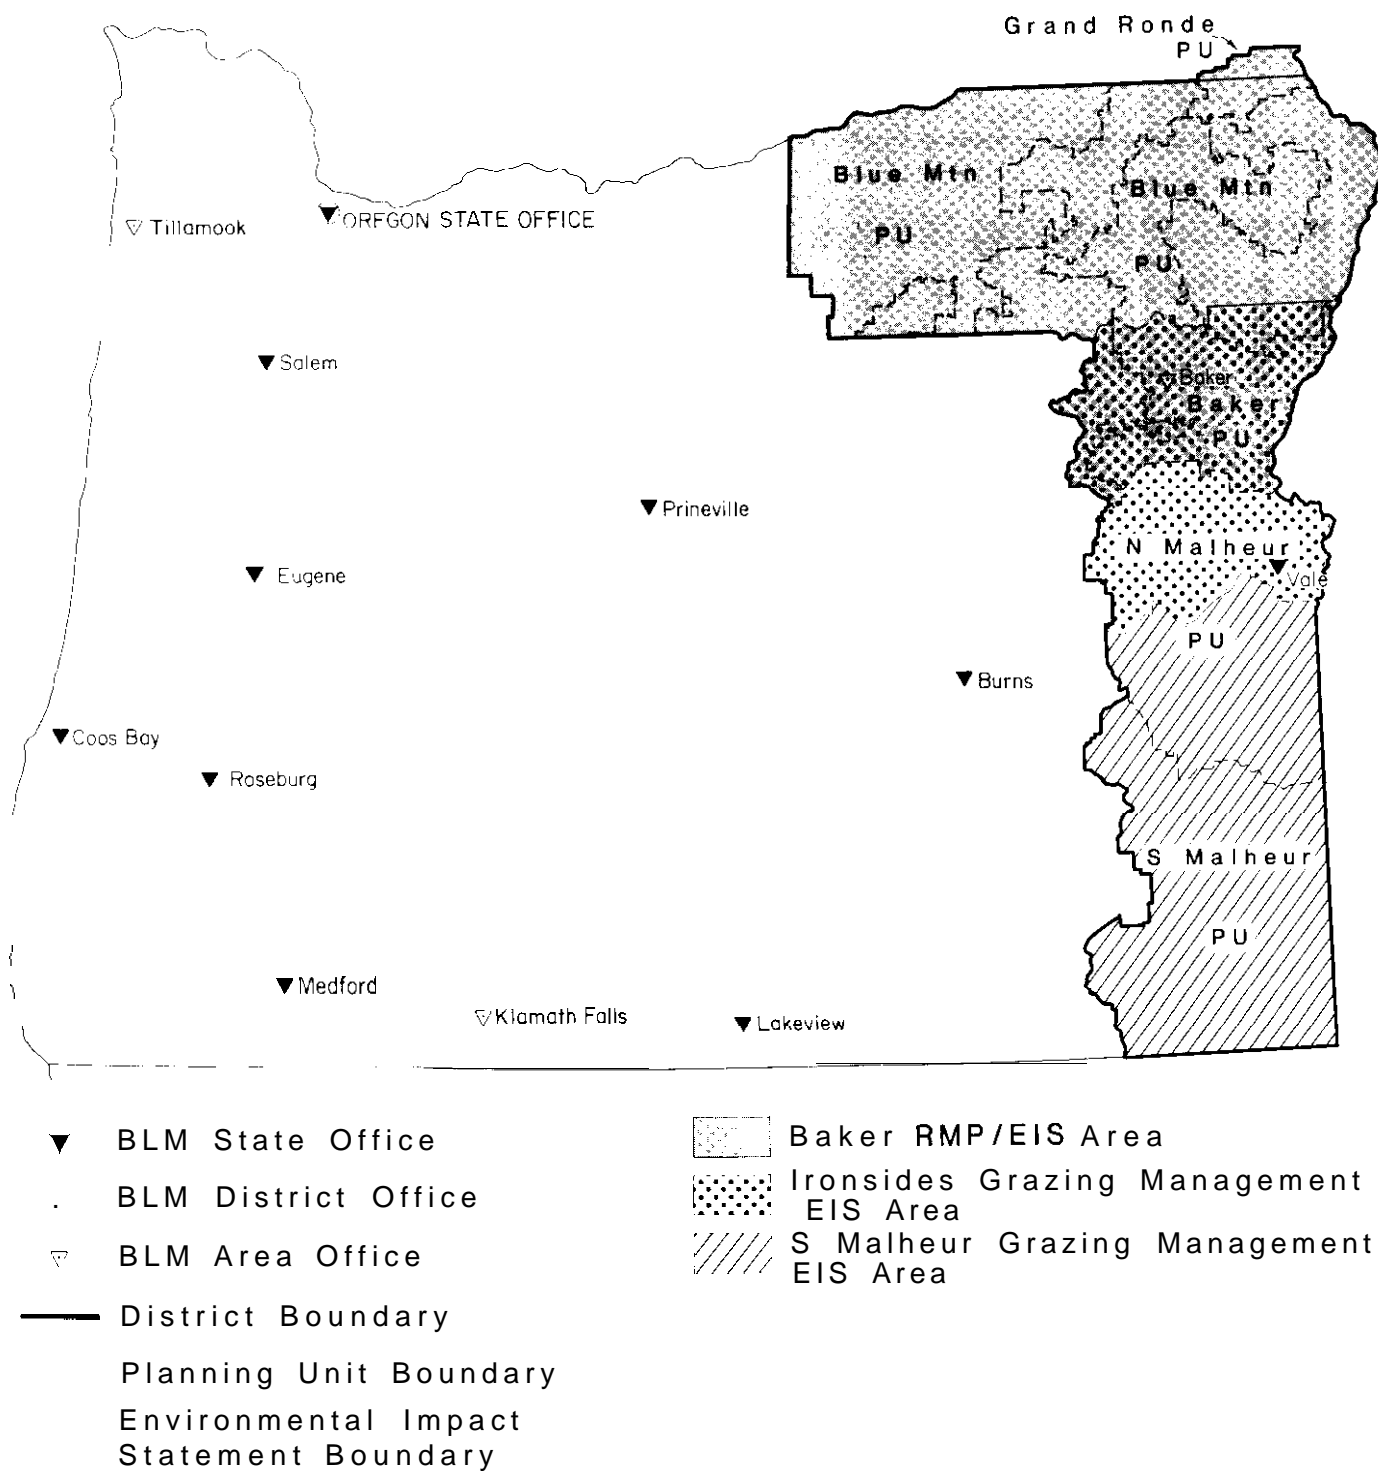 Grand Ronde
PU
Blue Mtn
PU
Blue Mtn
PU
Tillamook
ORFGON STATE OFFICE
Salem
Baker
Baker
PU
Prineville
N Malheur
Vale
Eugene
PU
Burns
Coos Bay
Roseburg
S Malheur
PU
Medford
Klamath Falls
Lakeview
BLM State Office
BLM District Office
BLM Area Office
District Boundary
Planning Unit Boundary
Environmental Impact
Statement Boundary
Baker RMP/EIS Area
Ironsides Grazing Management
EIS Area
S Malheur Grazing Management
EIS Area